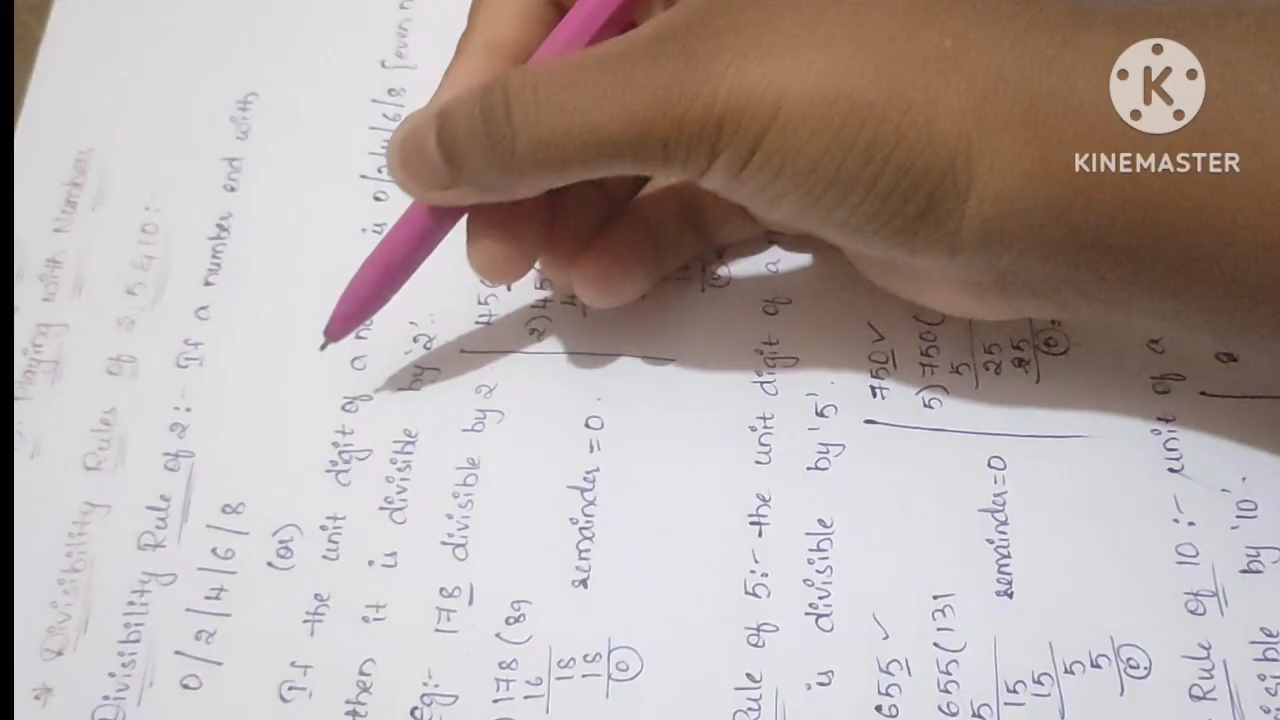 Playing with Numbers
* Divisibility Rules of 2, 5 & 10:-
Divisibility Rule of 2:- If a number end with
0/2/4/6/8
(or)
If the unit digit of a is 0/2/4/6/8 [even
then it is divisible by '2'.
Eg:- 178 divisible by 2
178 (89 2) 45
16
18
18 remainder = 0.
0
Rule of 5:- the unit digit of a
is divisible by '5'.
655 ✓ 750 ✓
655 (131 5) 750 (
5 5
15 25
15 25
5 remainder = 0 0
5
0
Rule of 10:- unit of a
by '10'.
KINEMASTER